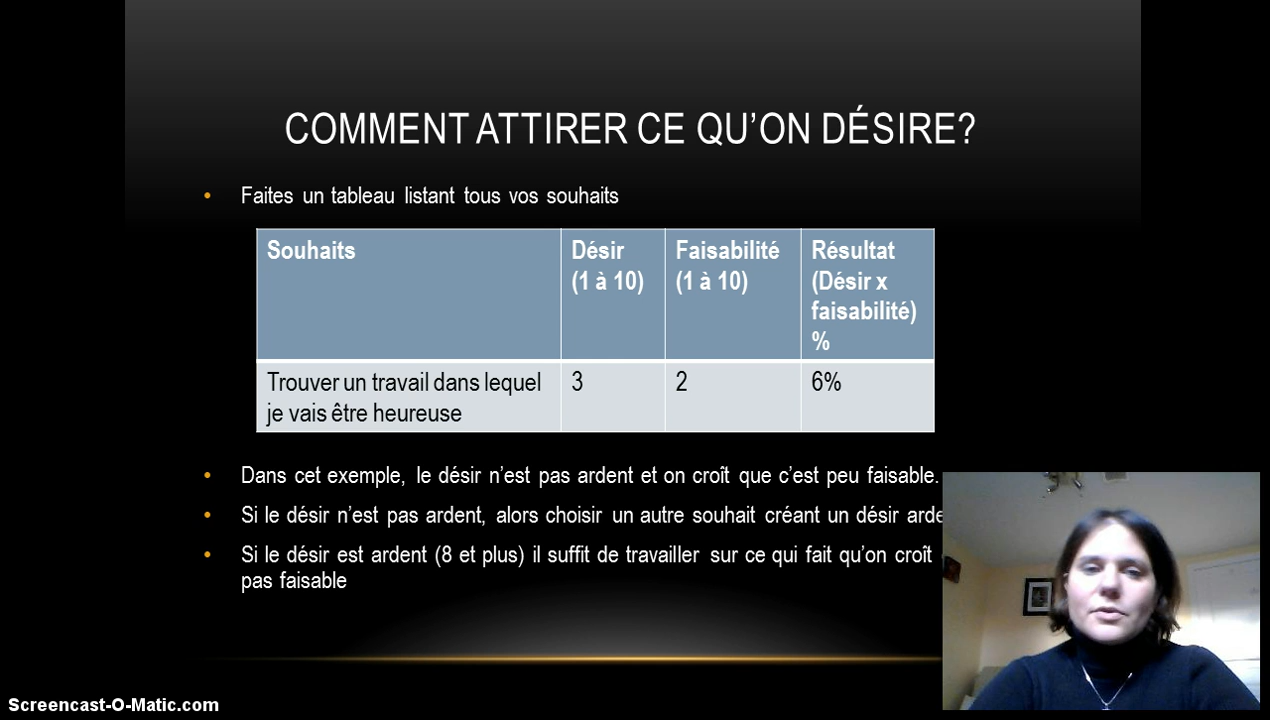 COMMENT ATTIRER CE QU’ON DÉSIRE?
• Faites un tableau listant tous vos souhaits
Souhaits
Désir
(1 à 10)
Faisabilité
(1 à 10)
Résultat
(Désir x
faisabilité)
%
Trouver un travail dans lequel
je vais être heureuse
3
2
6%
• Dans cet exemple, le désir n’est pas ardent et on croît que c’est peu faisable.
• Si le désir n’est pas ardent, alors choisir un autre souhait créant un désir
• Si le désir est ardent (8 et plus) il suffit de travailler sur ce qui fait qu’on croît
pas faisable
Screencast-O-Matic.com